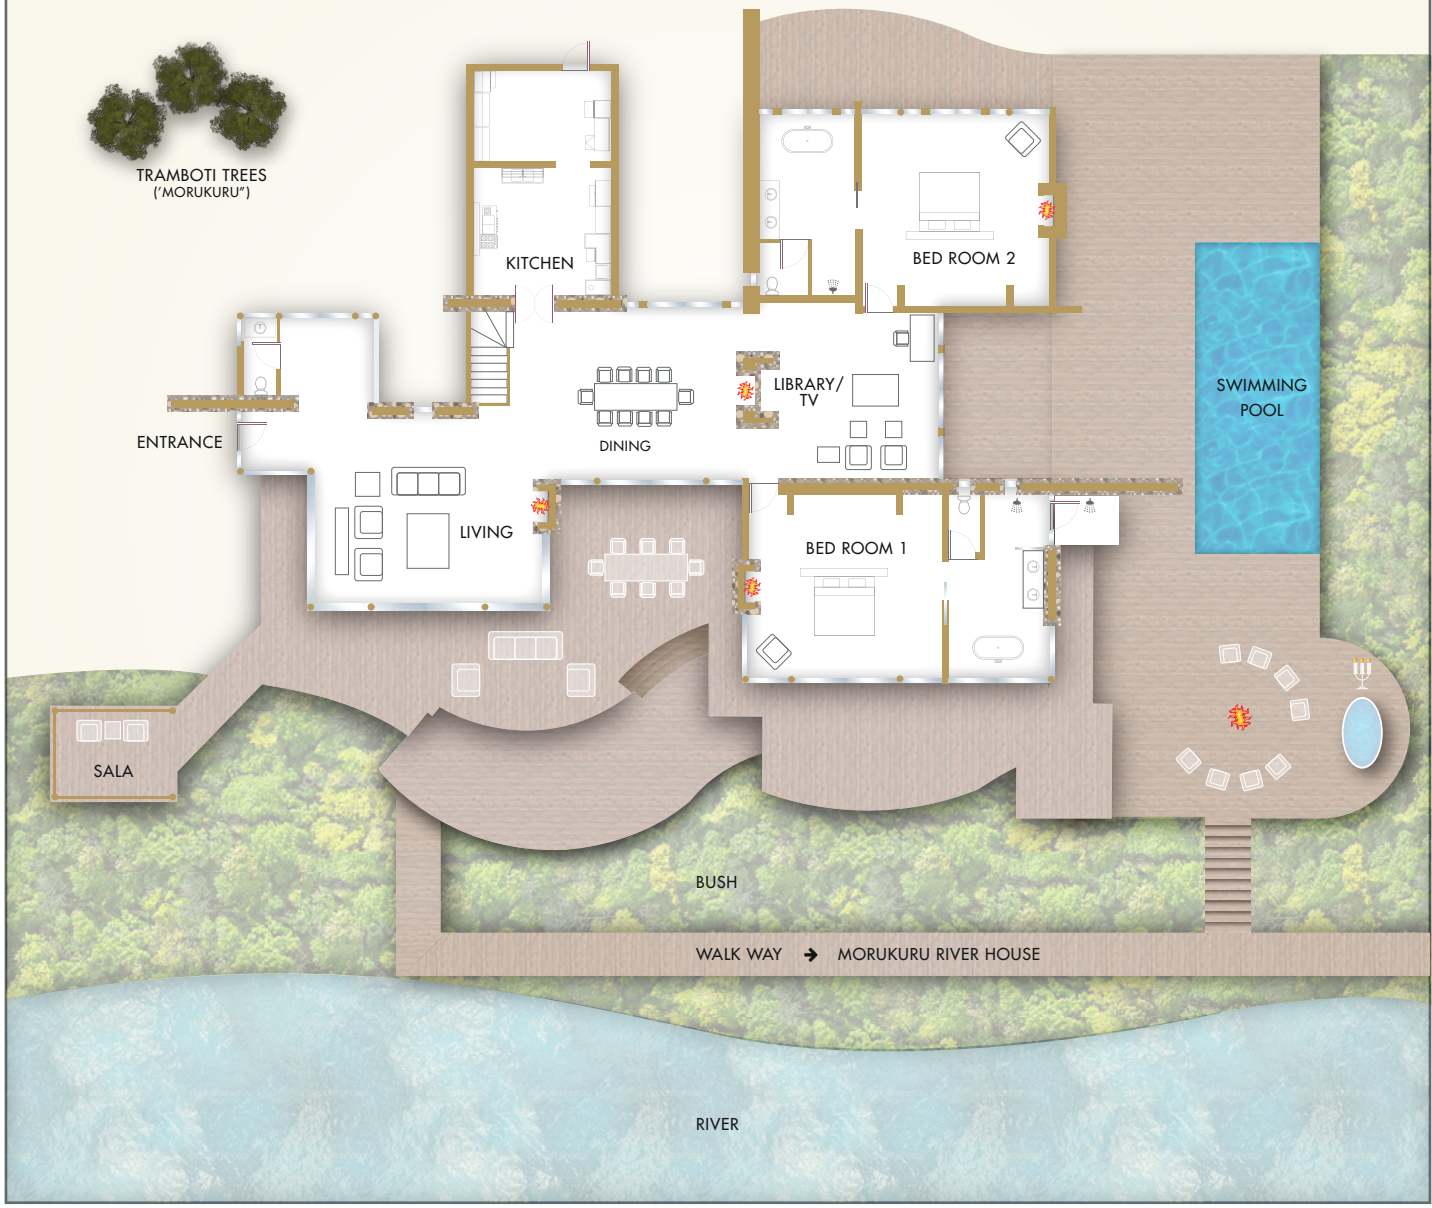 TRAMBOTI TREES
('MORUKURU")
KITCHEN
BED ROOM 2
ENTRANCE
DINING
LIBRARY/
TV
SWIMMING
POOL
LIVING
BED ROOM 1
SALA
BUSH
WALK WAY → MORUKURU RIVER HOUSE
RIVER